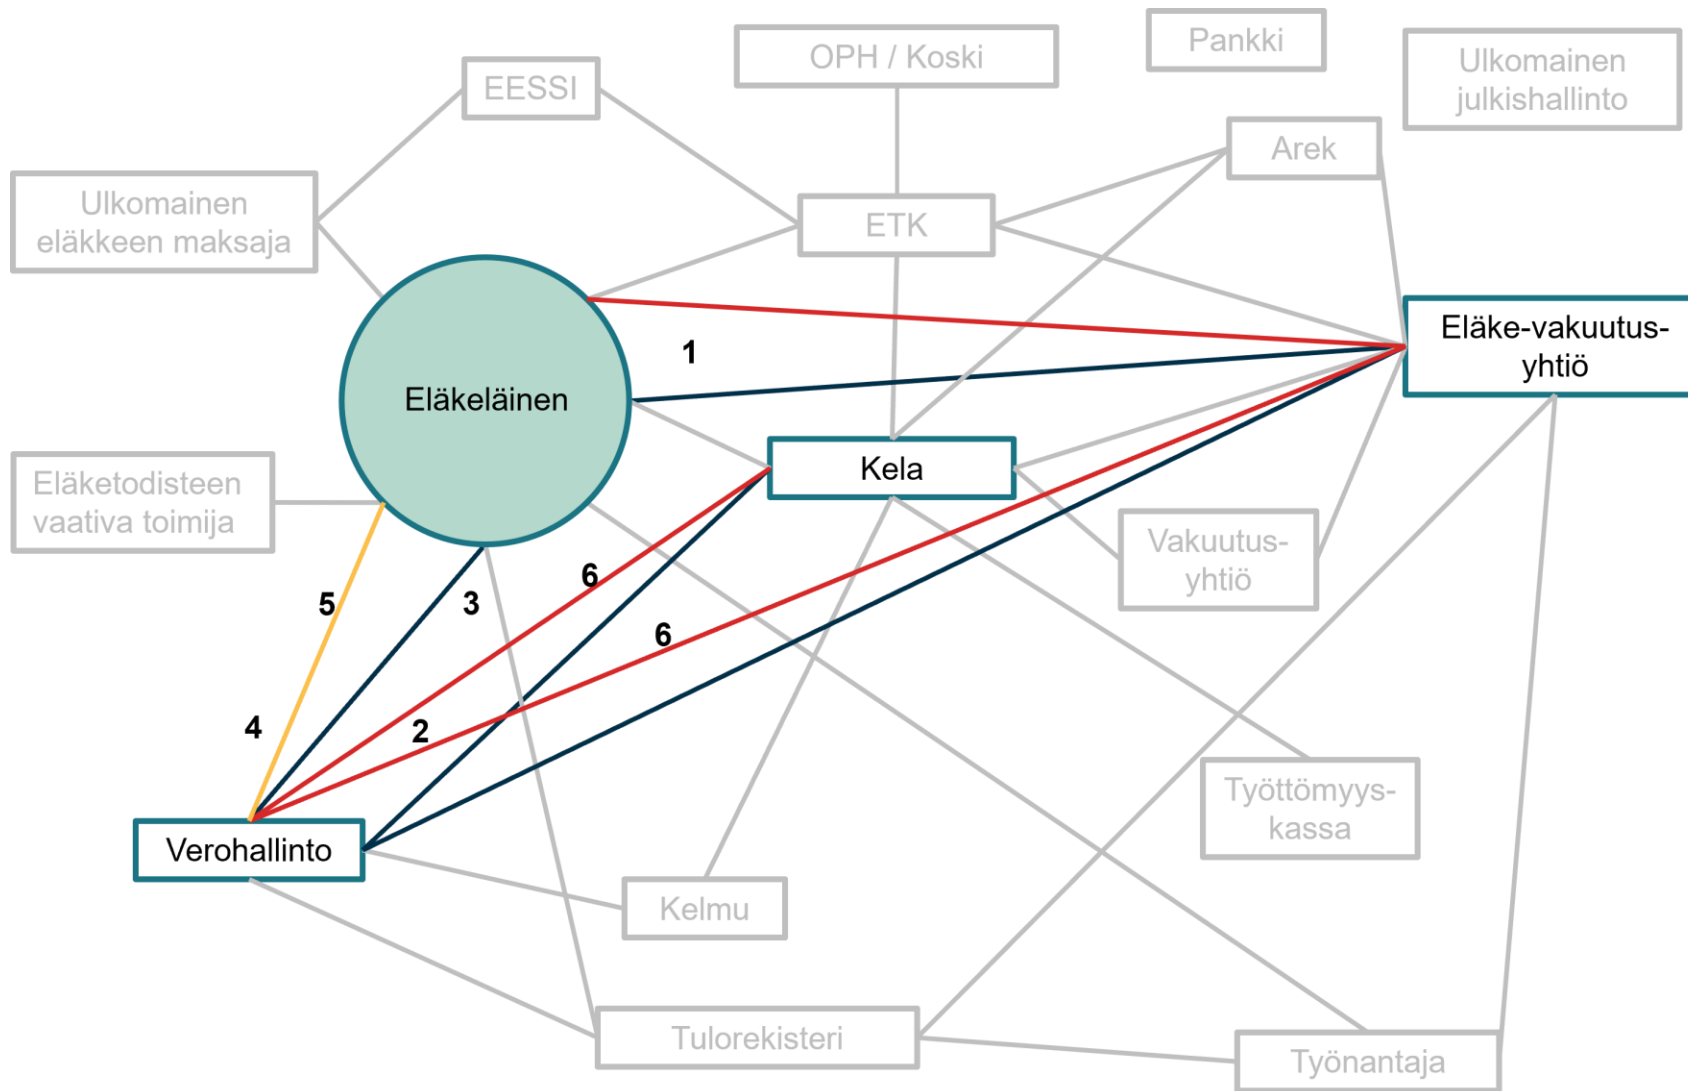 Pankki
OPH / Koski
Ulkomainen
julkishallinto
EESSI
Arek
Ulkomainen
eläkkeen maksaja
ETK
Eläke-vakuutus-
yhtiö
1
Eläkeläinen
Kela
Eläketodisteen
vaativa toimija
Vakuutus-
yhtiö
5
3
6
6
4
2
Työttömyys-
kassa
Verohallinto
Kelmu
Tulorekisteri
Työnantaja